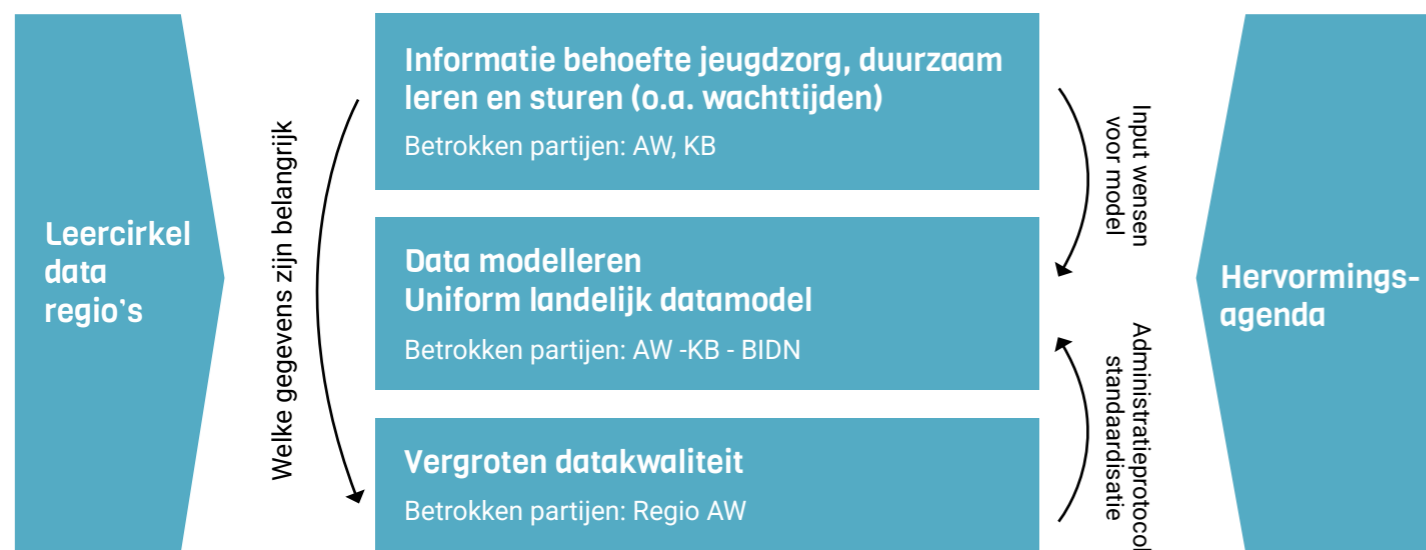 Leercirkel
data
regio's
Welke gegevens zijn belangrijk
Informatie behoefte jeugdzorg, duurzaam
leren en sturen (o.a. wachttijden)
Betrokken partijen: AW, KB
Data modelleren
Uniform landelijk datamodel
Betrokken partijen: AW -KB - BIDN
Vergroten datakwaliteit
Betrokken partijen: Regio AW
Input wensen
voor model
Administratieprotocol
standaardisatie
Hervormings-
agenda